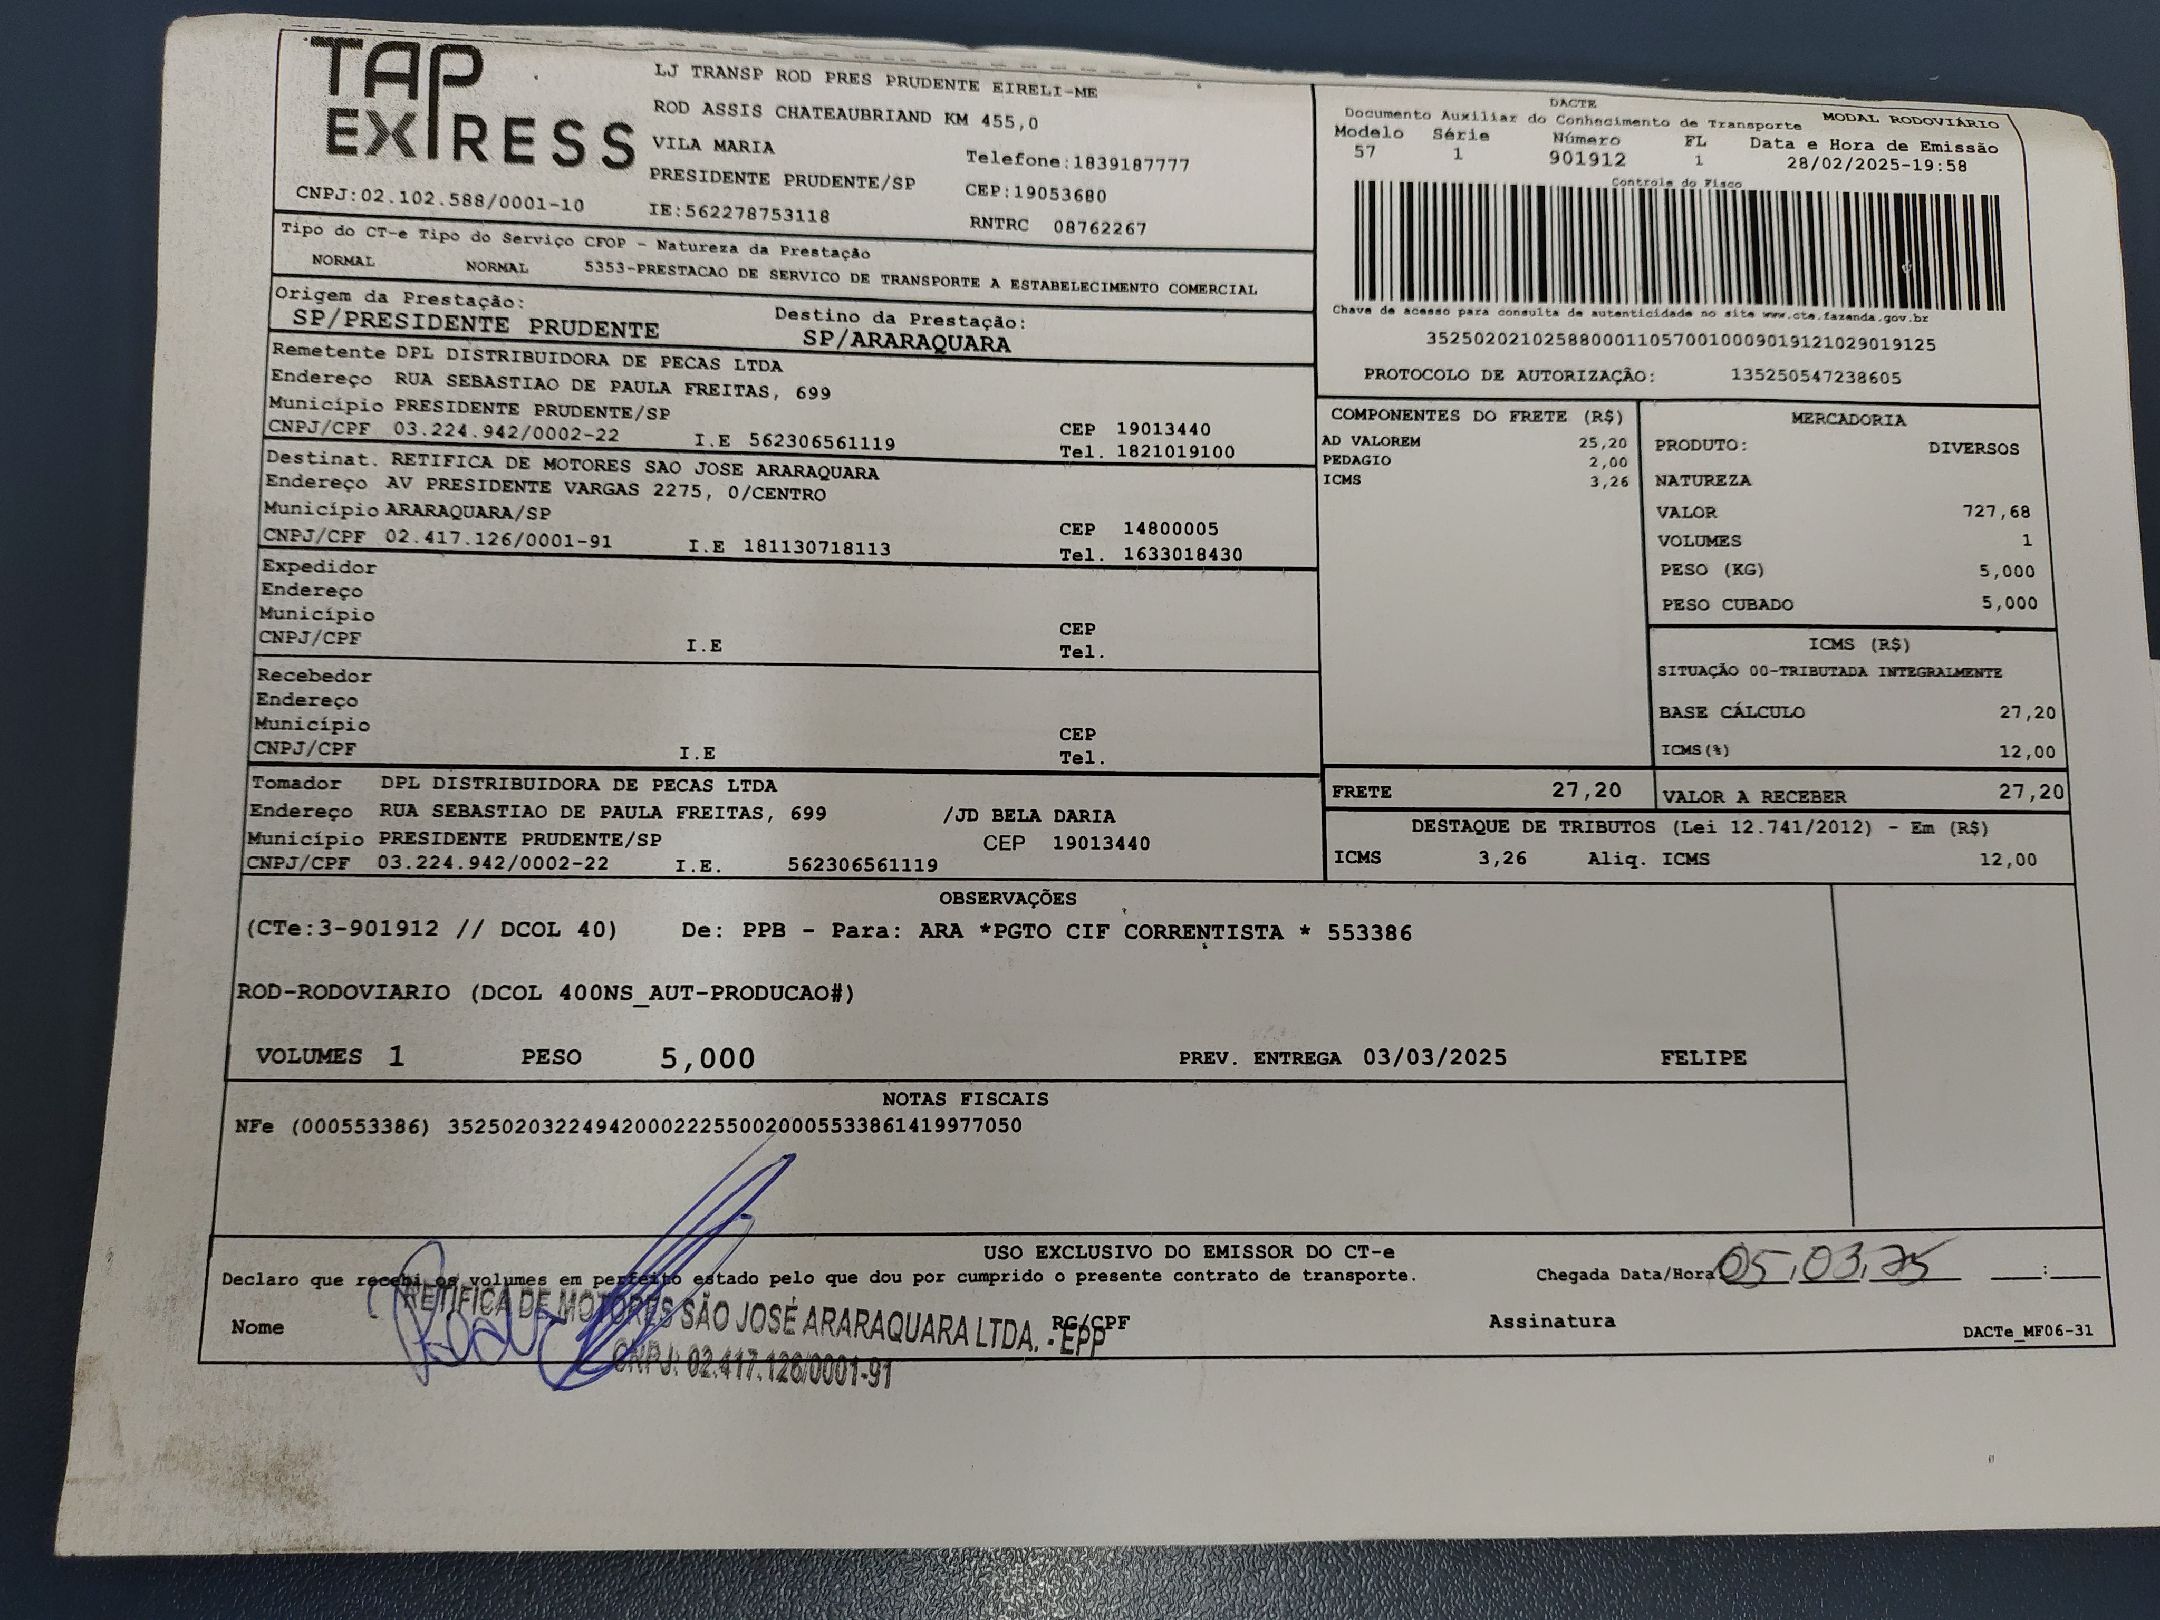 TAP
EXPRESS
CNPJ:02.102.588/0001-10
LJ TRANSP ROD PRES PRUDENTE EIRELI-ME
ROD ASSIS CHATEAUBRIAND KM 455,0
VILA MARIA
Telefone:1839187777
PRESIDENTE PRUDENTE/SP
CEP:19053680
IE:562278753118
RNTRC 08762267
DACTE
Documento Auxiliar do Conhecimento de Transporte
MODAL RODOVIÁRIO
Modelo Série Número FL Data e Hora de Emissão
57 1 901912 1 28/02/2025-19:58
Controle do Fisco
Chave de acesso para consulta de autenticidade no site www.cte.fazenda.gov.br
35250202102588000110570010009019121029019125
PROTOCOLO DE AUTORIZAÇÃO: 135250547238605
Tipo do CT-e Tipo do Serviço CFOP - Natureza da Prestação
NORMAL NORMAL 5353-PRESTACAO DE SERVICO DE TRANSPORTE A ESTABELECIMENTO COMERCIAL
Origem da Prestação: Destino da Prestação:
SP/PRESIDENTE PRUDENTE SP/ARARAQUARA
Remetente DPL DISTRIBUIDORA DE PECAS LTDA
Endereço RUA SEBASTIAO DE PAULA FREITAS, 699
Município PRESIDENTE PRUDENTE/SP CEP 19013440
CNPJ/CPF 03.224.942/0002-22 I.E 562306561119 Tel. 1821019100
Destinat. RETIFICA DE MOTORES SAO JOSE ARARAQUARA
Endereço AV PRESIDENTE VARGAS 2275, 0/CENTRO
Município ARARAQUARA/SP CEP 14800005
CNPJ/CPF 02.417.126/0001-91 I.E 181130718113 Tel. 1633018430
Expedidor
Endereço
Município CEP
CNPJ/CPF I.E Tel.
Recebedor
Endereço
Município CEP
CNPJ/CPF I.E Tel.
Tomador DPL DISTRIBUIDORA DE PECAS LTDA
Endereço RUA SEBASTIAO DE PAULA FREITAS, 699 /JD BELA DARIA
Município PRESIDENTE PRUDENTE/SP CEP 19013440
CNPJ/CPF 03.224.942/0002-22 I.E. 562306561119
COMPONENTES DO FRETE (R$)
AD VALOREM 25,20
PEDAGIO 2,00
ICMS 3,26
MERCADORIA
PRODUTO: DIVERSOS
NATUREZA
VALOR 727,68
VOLUMES 1
PESO (KG) 5,000
PESO CUBADO 5,000
ICMS (R$)
SITUAÇÃO 00-TRIBUTADA INTEGRALMENTE
BASE CÁLCULO 27,20
ICMS(%) 12,00
FRETE 27,20 VALOR A RECEBER 27,20
DESTAQUE DE TRIBUTOS (Lei 12.741/2012) - Em (R$)
ICMS 3,26 Aliq. ICMS 12,00
OBSERVAÇÕES
(CTe:3-901912 // DCOL 40) De: PPB - Para: ARA *PGTO CIF CORRENTISTA * 553386
ROD-RODOVIARIO (DCOL 400NS_AUT-PRODUCAO#)
VOLUMES 1 PESO 5,000 PREV. ENTREGA 03/03/2025 FELIPE
NOTAS FISCAIS
NFe (000553386) 35250203224942000222550020005533861419977050
USO EXCLUSIVO DO EMISSOR DO CT-e
Declaro que recebi os volumes em perfeito estado pelo que dou por cumprido o presente contrato de transporte. Chegada Data/Hora 05.03.25 __:__
RETIFICA DE MOTORES SÃO JOSÉ ARARAQUARA LTDA. - EPP
Nome RG/CPF Assinatura DACTe_MF06-31
CNPJ: 02.417.126/0001-91